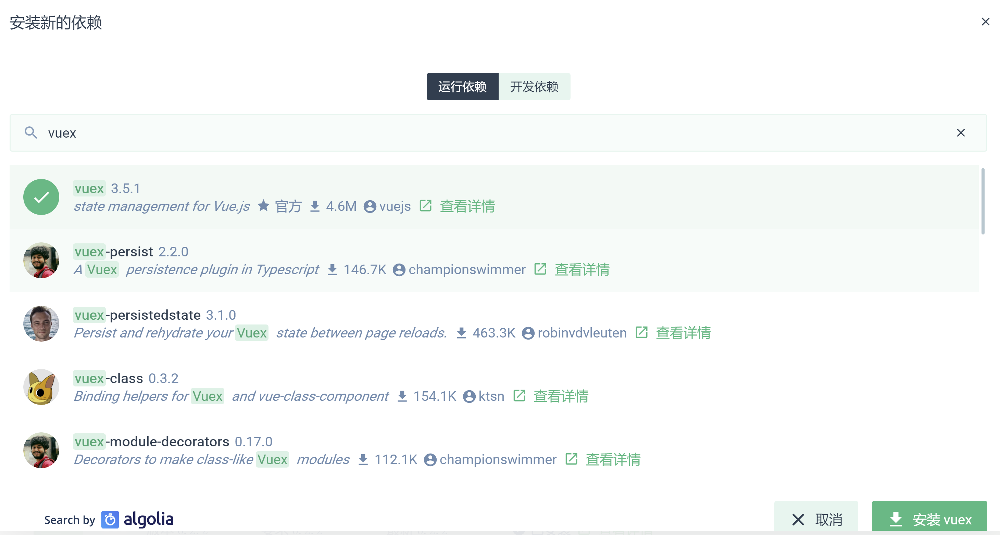 安装新的依赖
运行依赖 开发依赖
vuex
vuex 3.5.1
state management for Vue.js 官方 4.6M vuejs 查看详情
vuex-persist 2.2.0
A Vuex persistence plugin in Typescript 146.7K championswimmer 查看详情
vuex-persistedstate 3.1.0
Persist and rehydrate your Vuex state between page reloads. 463.3K robinvdvleuten 查看详情
vuex-class 0.3.2
Binding helpers for Vuex and vue-class-component 154.1K ktsn 查看详情
vuex-module-decorators 0.17.0
Decorators to make class-like Vuex modules 112.1K championswimmer 查看详情
Search by algolia 取消 安装 vuex